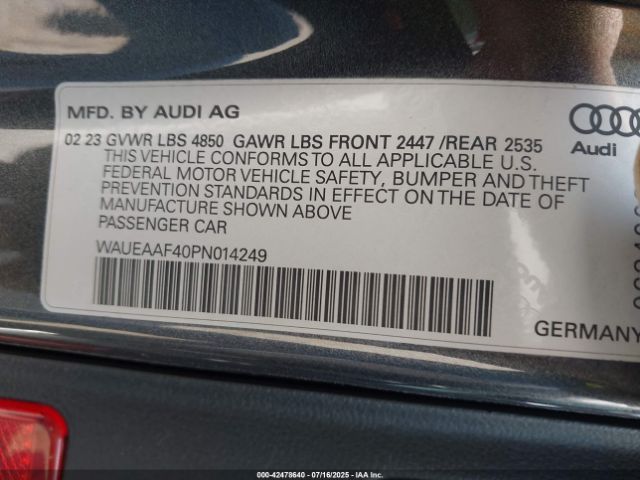 MFD. BY AUDI AG
02 23 GVWR LBS 4850 GAWR LBS FRONT 2447 /REAR 2535
THIS VEHICLE CONFORMS TO ALL APPLICABLE U.S.
FEDERAL MOTOR VEHICLE SAFETY, BUMPER AND THEFT
PREVENTION STANDARDS IN EFFECT ON THE DATE OF
MANUFACTURE SHOWN ABOVE
PASSENGER CAR
WAUEAAF40PN014249
Audi
GERMANY
000-42478640 - 07/16/2025 - IAA Inc.